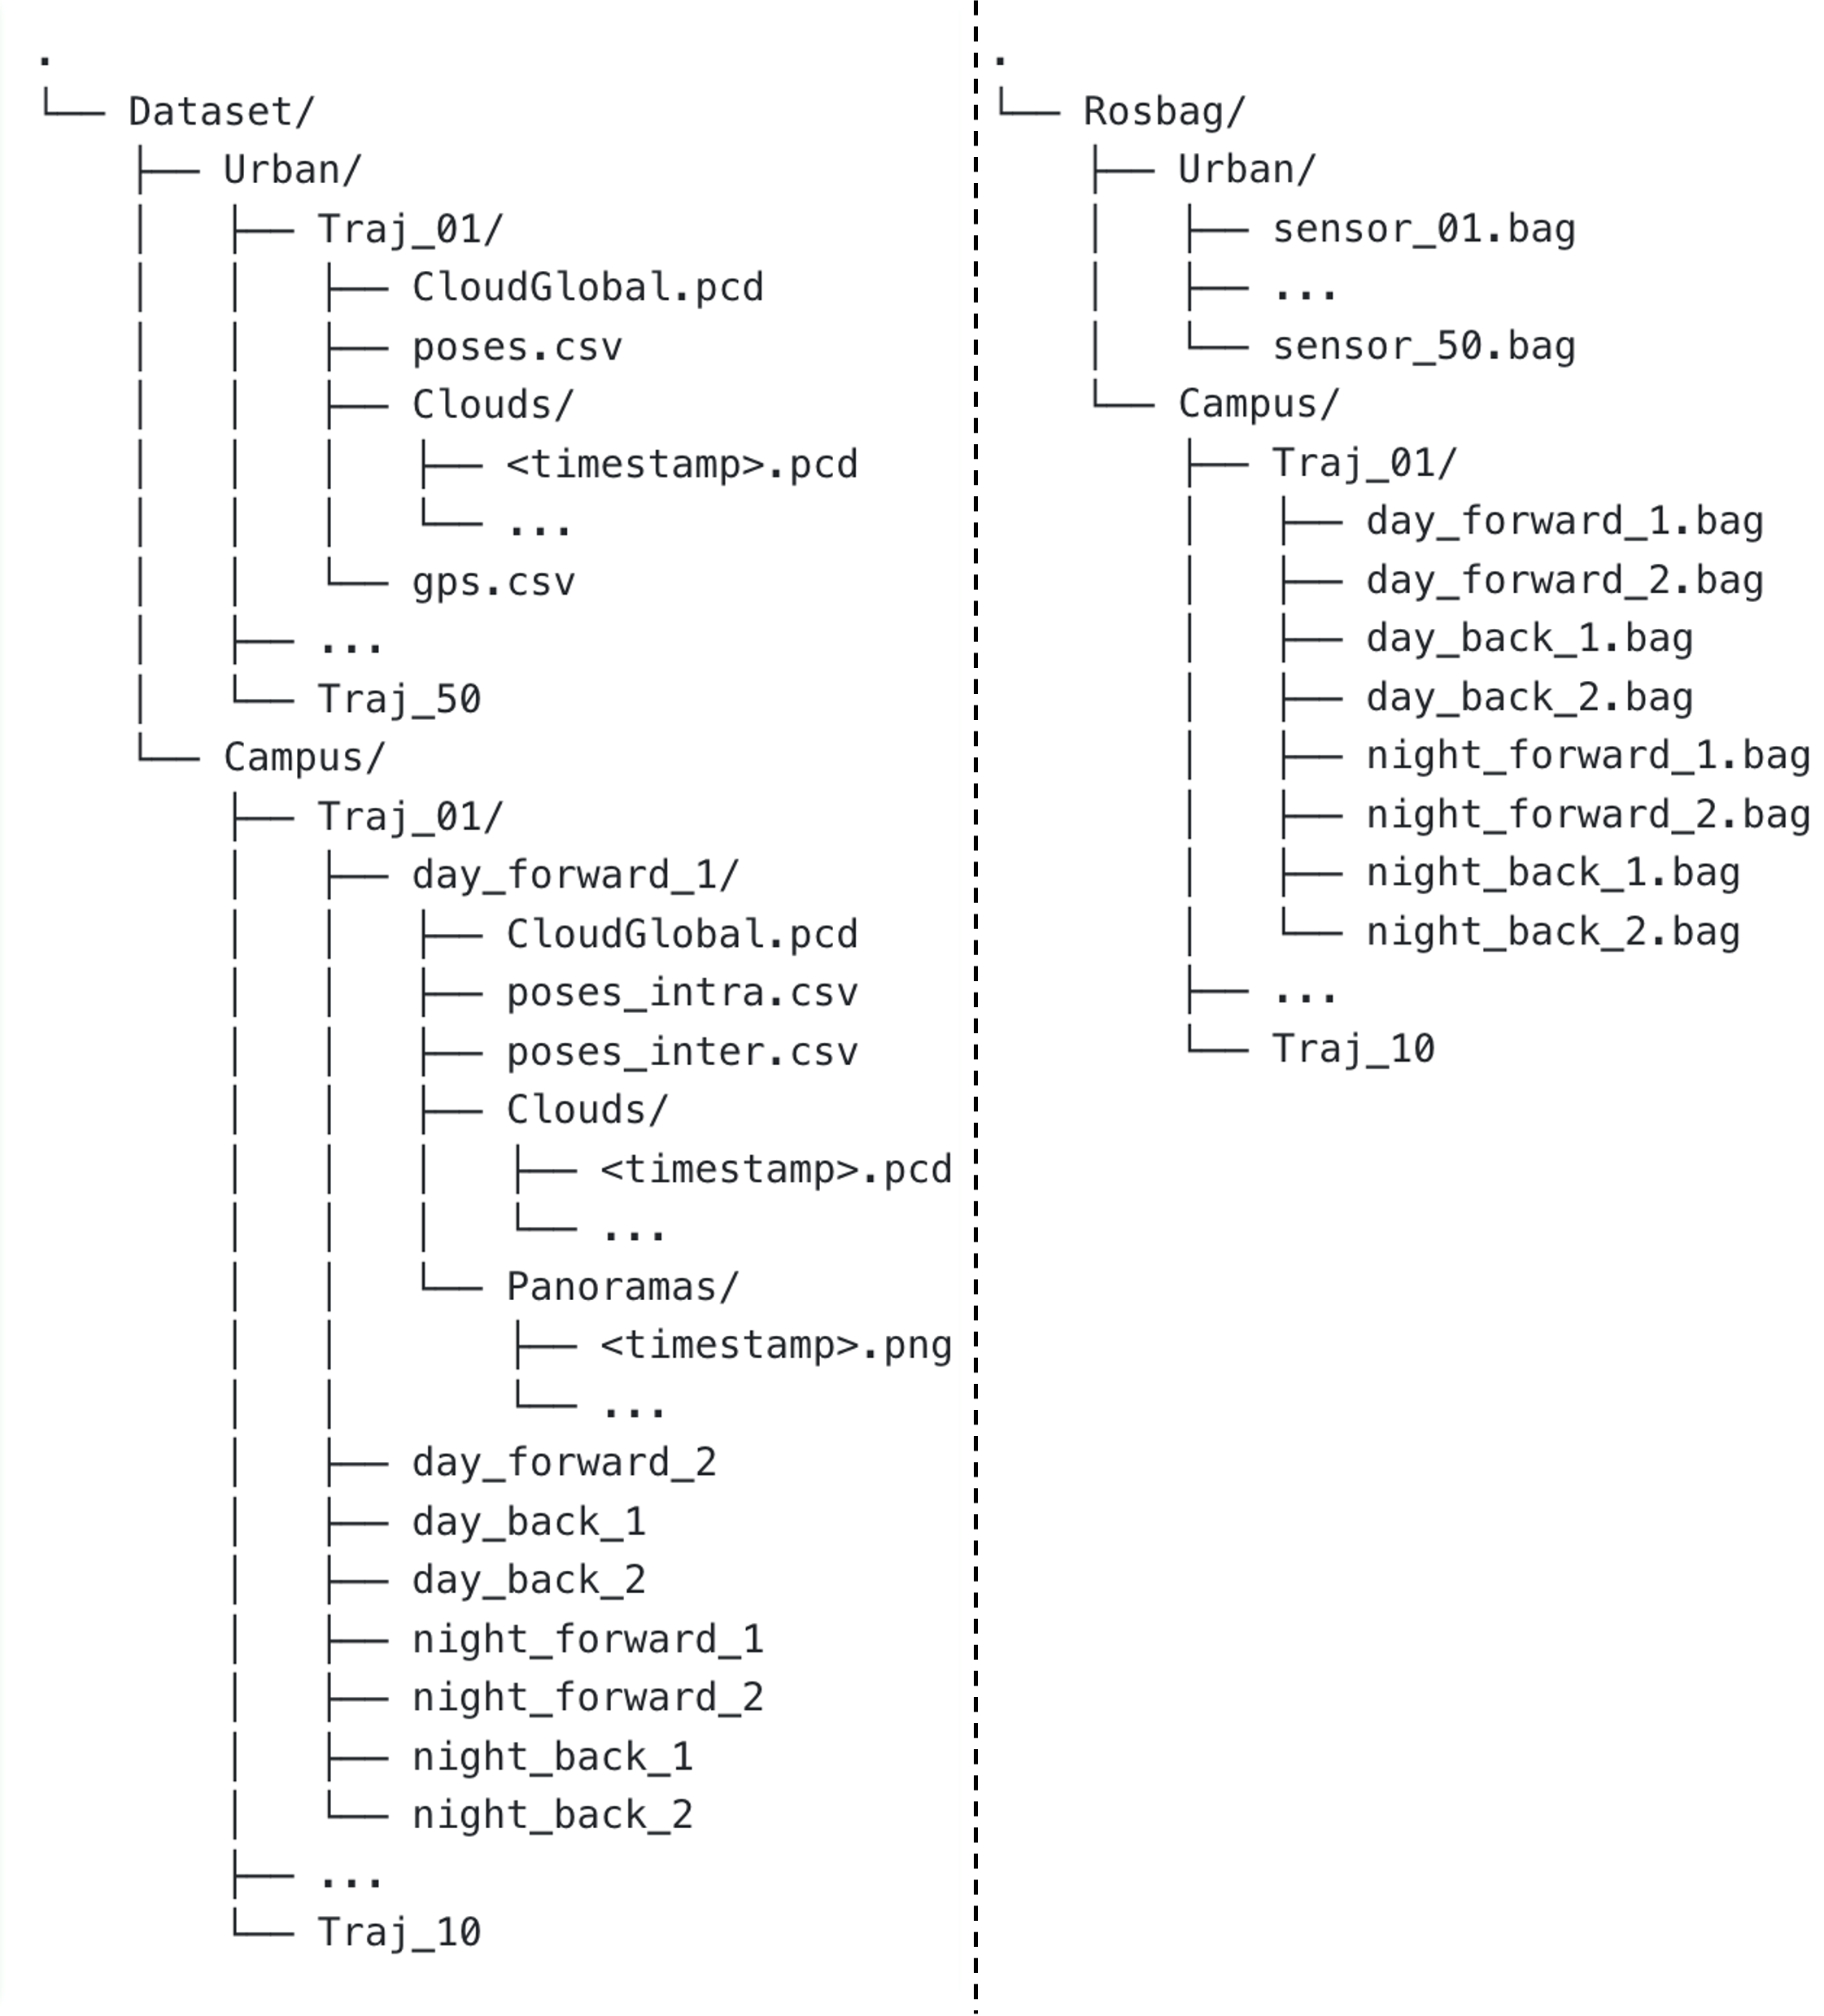 .
└── Dataset/
    ├── Urban/
    │   ├── Traj_01/
    │   │   ├── CloudGlobal.pcd
    │   │   ├── poses.csv
    │   │   ├── Clouds/
    │   │   │   ├── <timestamp>.pcd
    │   │   │   └── ...
    │   │   └── gps.csv
    │   ├── ...
    │   └── Traj_50
    └── Campus/
        ├── Traj_01/
        │   ├── day_forward_1/
        │   │   ├── CloudGlobal.pcd
        │   │   ├── poses_intra.csv
        │   │   ├── poses_inter.csv
        │   │   ├── Clouds/
        │   │   │   ├── <timestamp>.pcd
        │   │   │   └── ...
        │   │   └── Panoramas/
        │   │       ├── <timestamp>.png
        │   │       └── ...
        │   ├── day_forward_2
        │   ├── day_back_1
        │   ├── day_back_2
        │   ├── night_forward_1
        │   ├── night_forward_2
        │   ├── night_back_1
        │   └── night_back_2
        ├── ...
        └── Traj_10
.
└── Rosbag/
    ├── Urban/
    │   ├── sensor_01.bag
    │   ├── ...
    │   └── sensor_50.bag
    └── Campus/
        ├── Traj_01/
        │   ├── day_forward_1.bag
        │   ├── day_forward_2.bag
        │   ├── day_back_1.bag
        │   ├── day_back_2.bag
        │   ├── night_forward_1.bag
        │   ├── night_forward_2.bag
        │   ├── night_back_1.bag
        │   └── night_back_2.bag
        ├── ...
        └── Traj_10